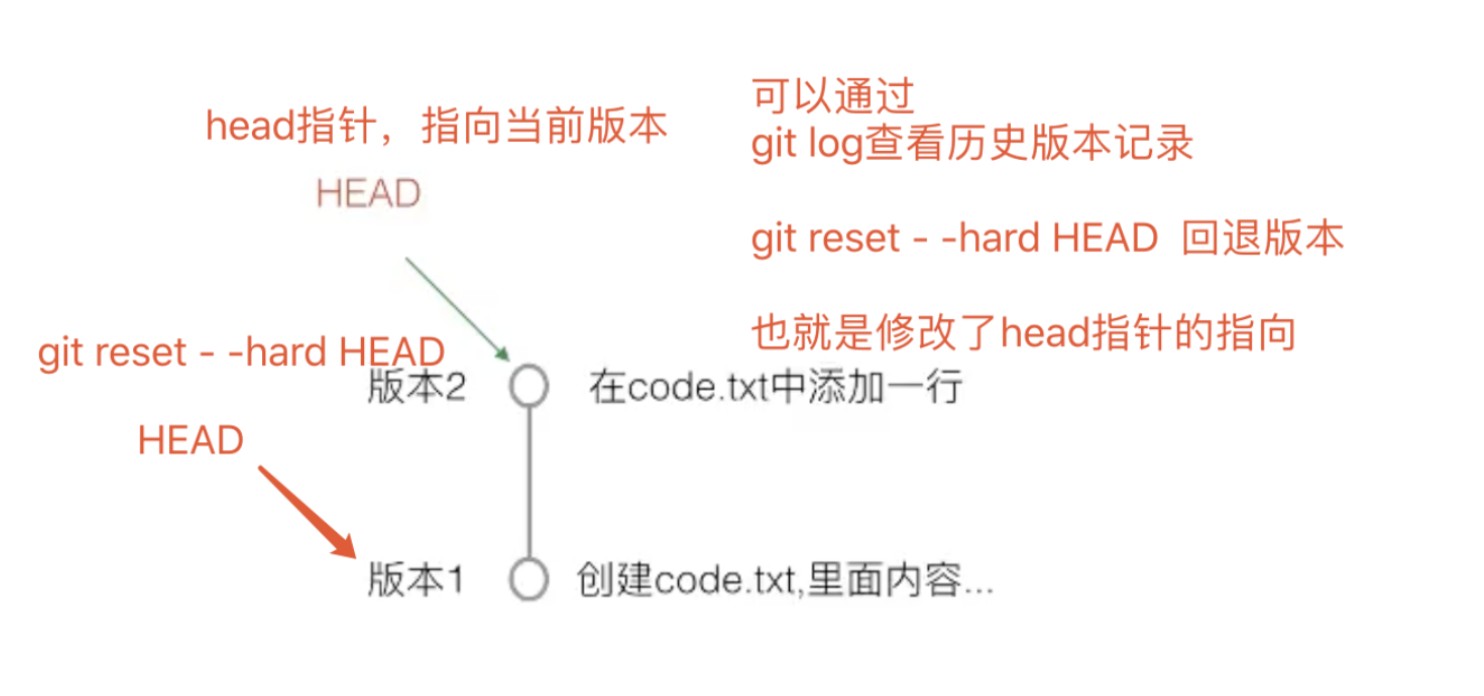 head指针，指向当前版本
HEAD
可以通过
git log查看历史版本记录
git reset - -hard HEAD 回退版本
也就是修改了head指针的指向
git reset - -hard HEAD
版本2 在code.txt中添加一行
HEAD
版本1 创建code.txt,里面内容...